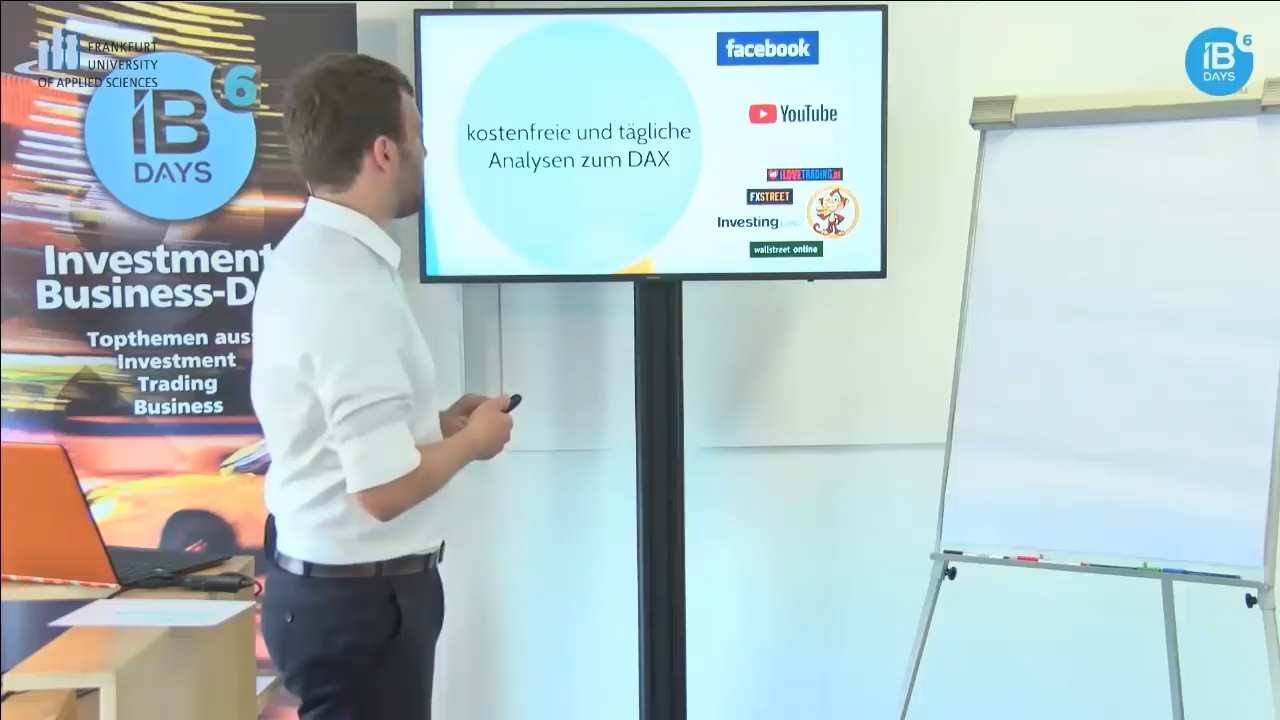 FRANKFURT
UNIVERSITY
OF APPLIED SCIENCES
IB 6
DAYS
Investment
Business-D
Topthemen aus:
Investment
Trading
Business
kostenfreie und tägliche
Analysen zum DAX
facebook
YouTube
iLOVETRADING.DE
FXSTREET
Investing
wallstreet online
IB 6
DAYS